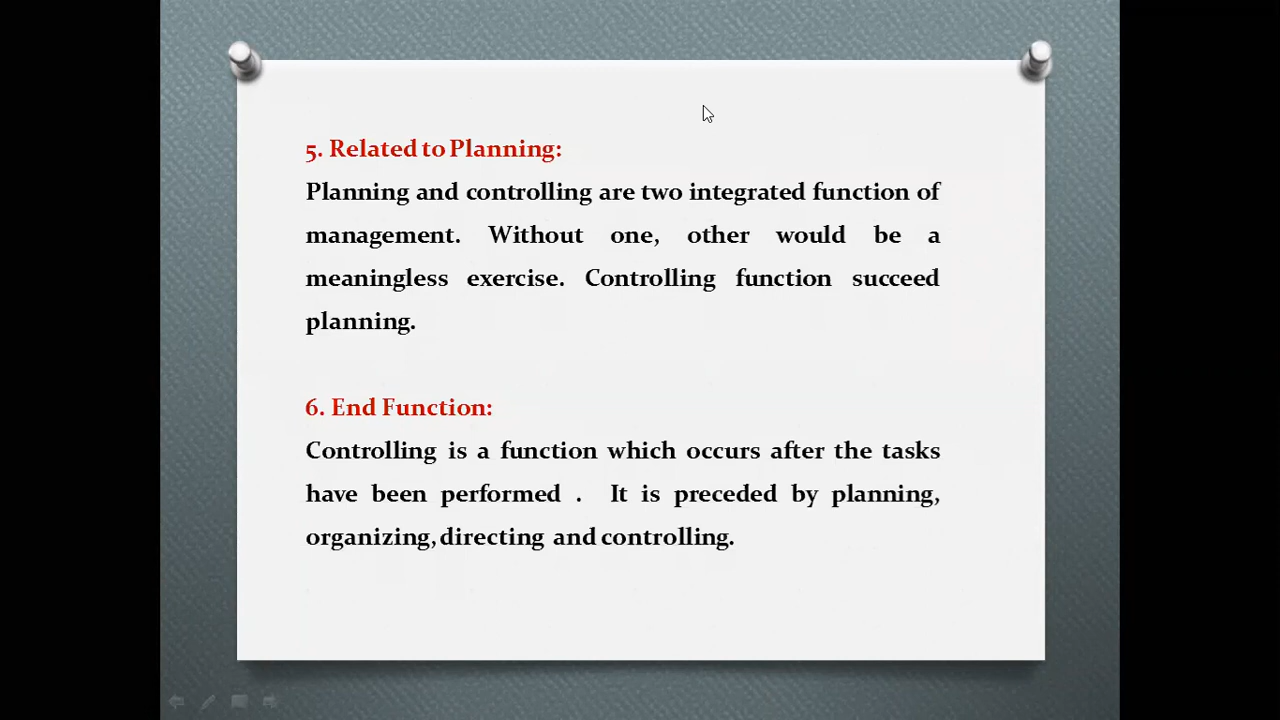 5. Related to Planning:
Planning and controlling are two integrated function of
management. Without one, other would be a
meaningless exercise. Controlling function succeed
planning.
6. End Function:
Controlling is a function which occurs after the tasks
have been performed . It is preceded by planning,
organizing, directing and controlling.